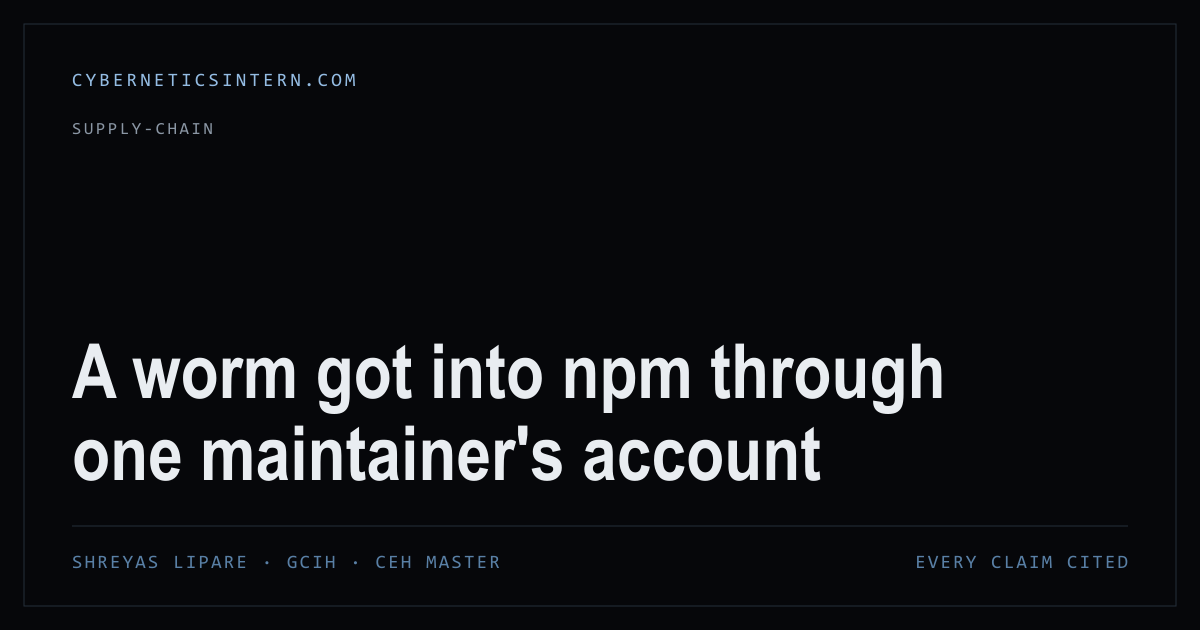 CYBERNETICSINTERN.COM
SUPPLY-CHAIN
A worm got into npm through
one maintainer's account
SHREYAS LIPARE · GCIH · CEH MASTER
EVERY CLAIM CITED